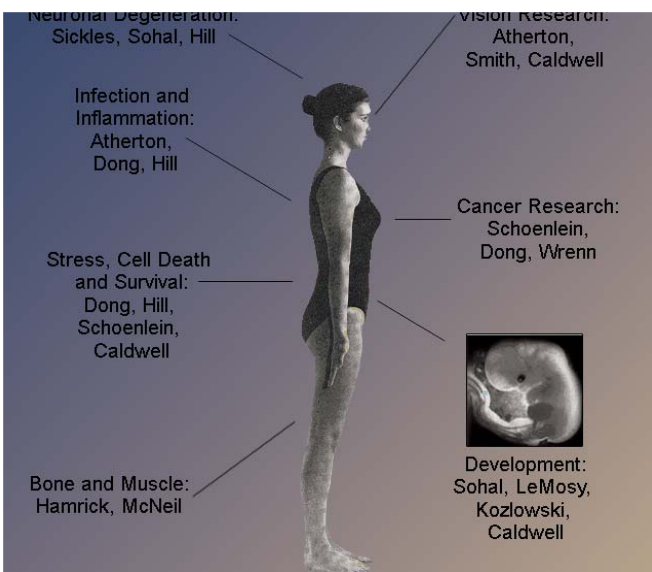 Neuronal Degeneration:
Sickles, Sohal, Hill
Vision Research:
Atherton,
Smith, Caldwell
Infection and
Inflammation:
Atherton,
Dong, Hill
Cancer Research:
Schoenlein,
Dong, Wrenn
Stress, Cell Death
and Survival:
Dong, Hill,
Schoenlein,
Caldwell
Bone and Muscle:
Hamrick, McNeil
Development:
Sohal, LeMosy,
Kozlowski,
Caldwell